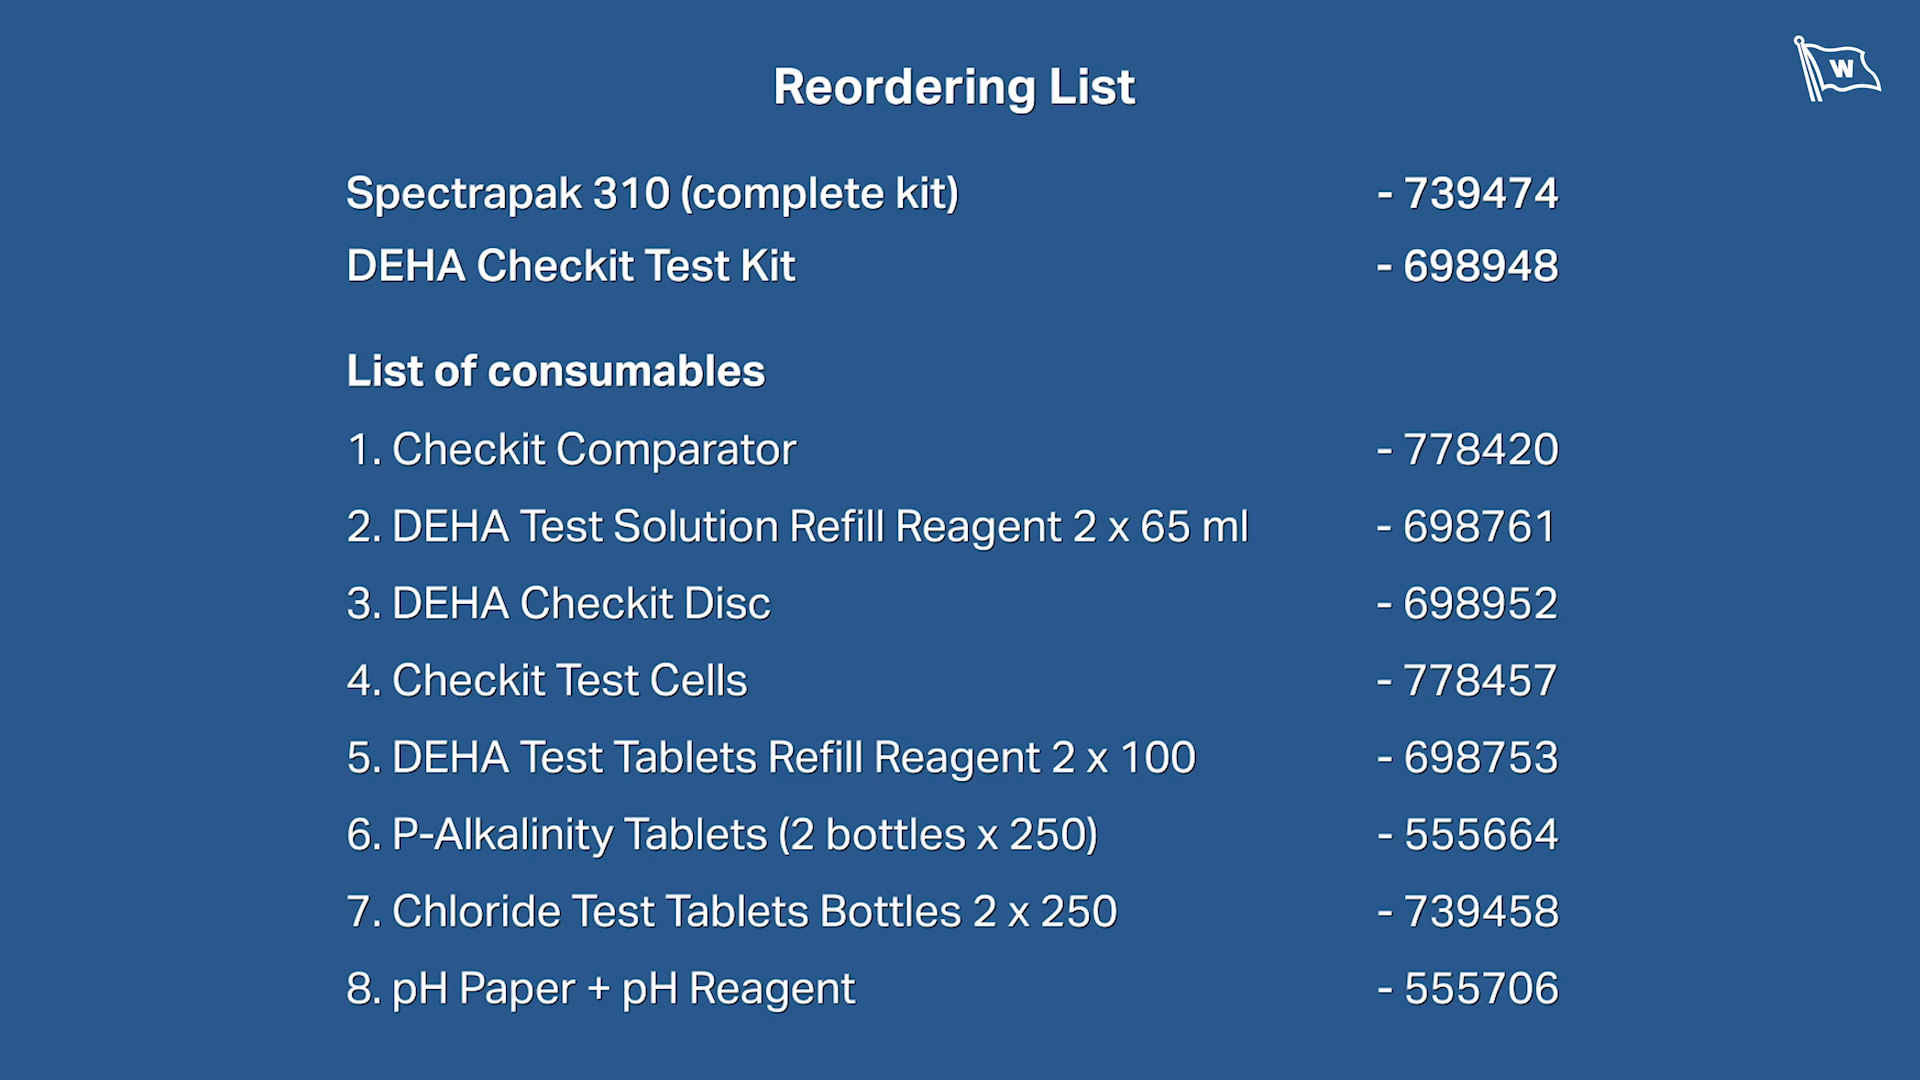 W
Reordering List
Spectrapak 310 (complete kit) - 739474
DEHA Checkit Test Kit - 698948
List of consumables
1. Checkit Comparator - 778420
2. DEHA Test Solution Refill Reagent 2 x 65 ml - 698761
3. DEHA Checkit Disc - 698952
4. Checkit Test Cells - 778457
5. DEHA Test Tablets Refill Reagent 2 x 100 - 698753
6. P-Alkalinity Tablets (2 bottles x 250) - 555664
7. Chloride Test Tablets Bottles 2 x 250 - 739458
8. pH Paper + pH Reagent - 555706